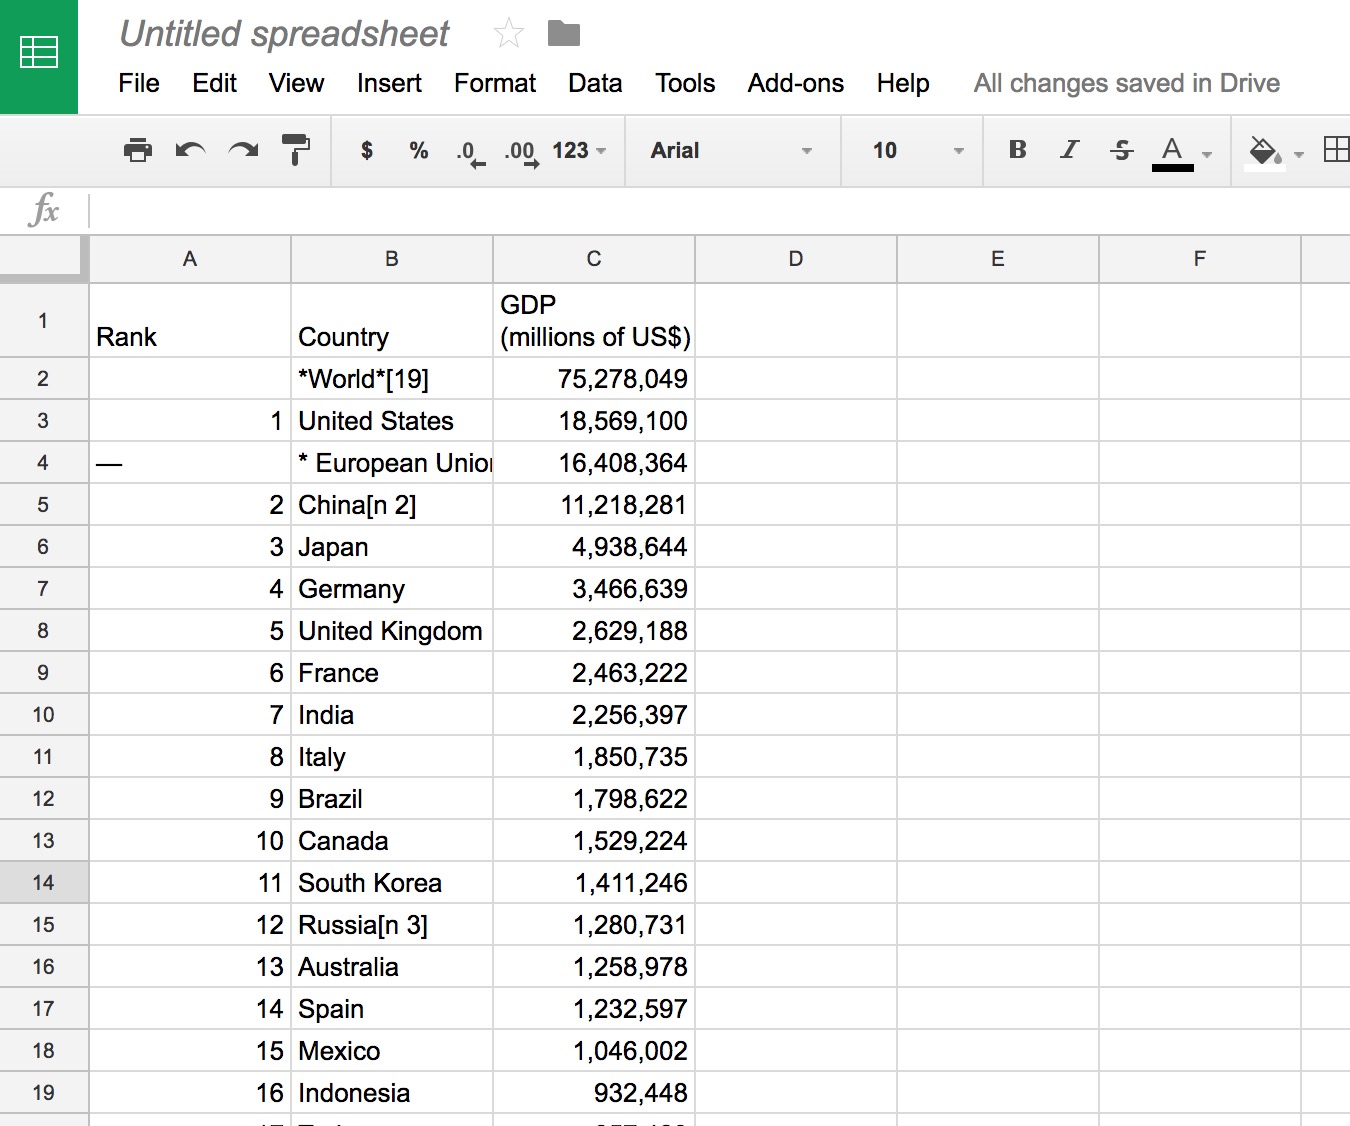 Untitled spreadsheet
File Edit View Insert Format Data Tools Add-ons Help All changes saved in Drive
$ % .0 .00 123 Arial 10 B I S A
fx
A B C D E F
1 Rank Country GDP
(millions of US$)
2 *World*[19] 75,278,049
3 1 United States 18,569,100
4 — * European Union 16,408,364
5 2 China[n 2] 11,218,281
6 3 Japan 4,938,644
7 4 Germany 3,466,639
8 5 United Kingdom 2,629,188
9 6 France 2,463,222
10 7 India 2,256,397
11 8 Italy 1,850,735
12 9 Brazil 1,798,622
13 10 Canada 1,529,224
14 11 South Korea 1,411,246
15 12 Russia[n 3] 1,280,731
16 13 Australia 1,258,978
17 14 Spain 1,232,597
18 15 Mexico 1,046,002
19 16 Indonesia 932,448